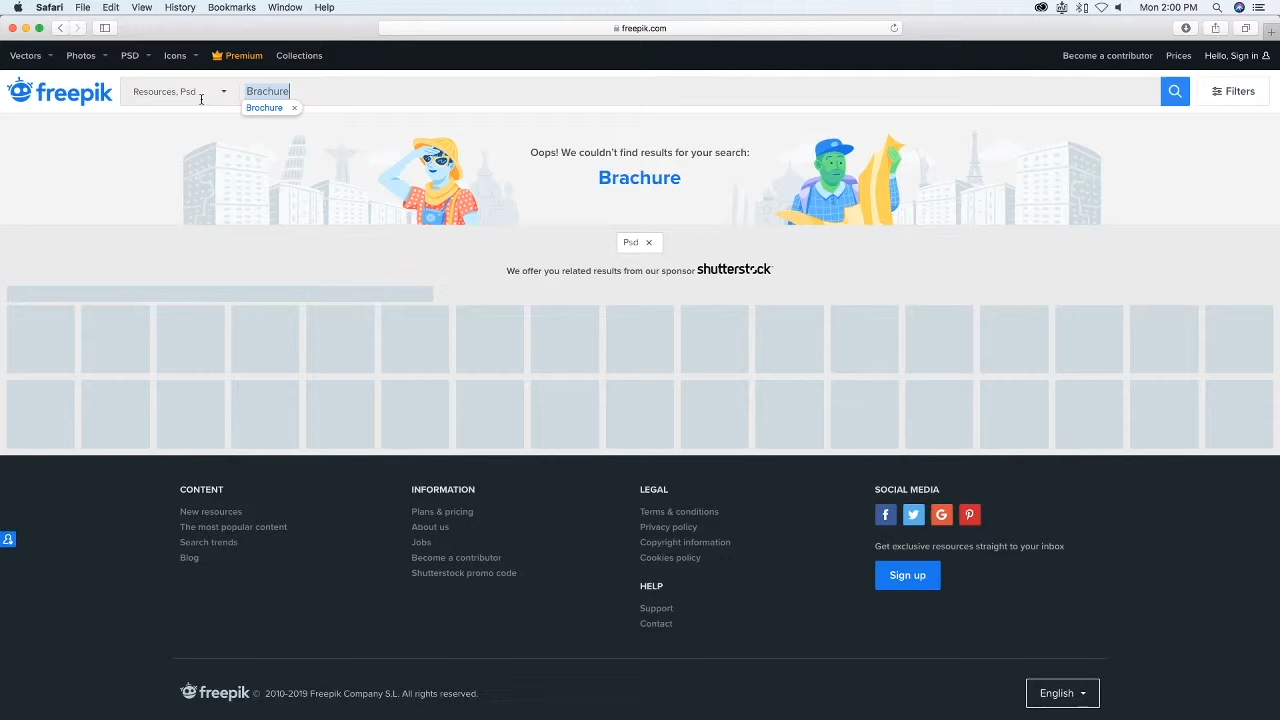 Safari File Edit View History Bookmarks Window Help Mon 2:00 PM
freepik.com
Vectors Photos PSD Icons Premium Collections Become a contributor Prices Hello, Sign in
freepik Resources, Psd Brachure Filters
Brochure ×
Oops! We couldn't find results for your search:
Brachure
Psd ×
We offer you related results from our sponsor shutterstock
CONTENT
New resources
The most popular content
Search trends
Blog
INFORMATION
Plans & pricing
About us
Jobs
Become a contributor
Shutterstock promo code
LEGAL
Terms & conditions
Privacy policy
Copyright information
Cookies policy
HELP
Support
Contact
SOCIAL MEDIA
Get exclusive resources straight to your inbox
Sign up
freepik © 2010-2019 Freepik Company S.L. All rights reserved.
English